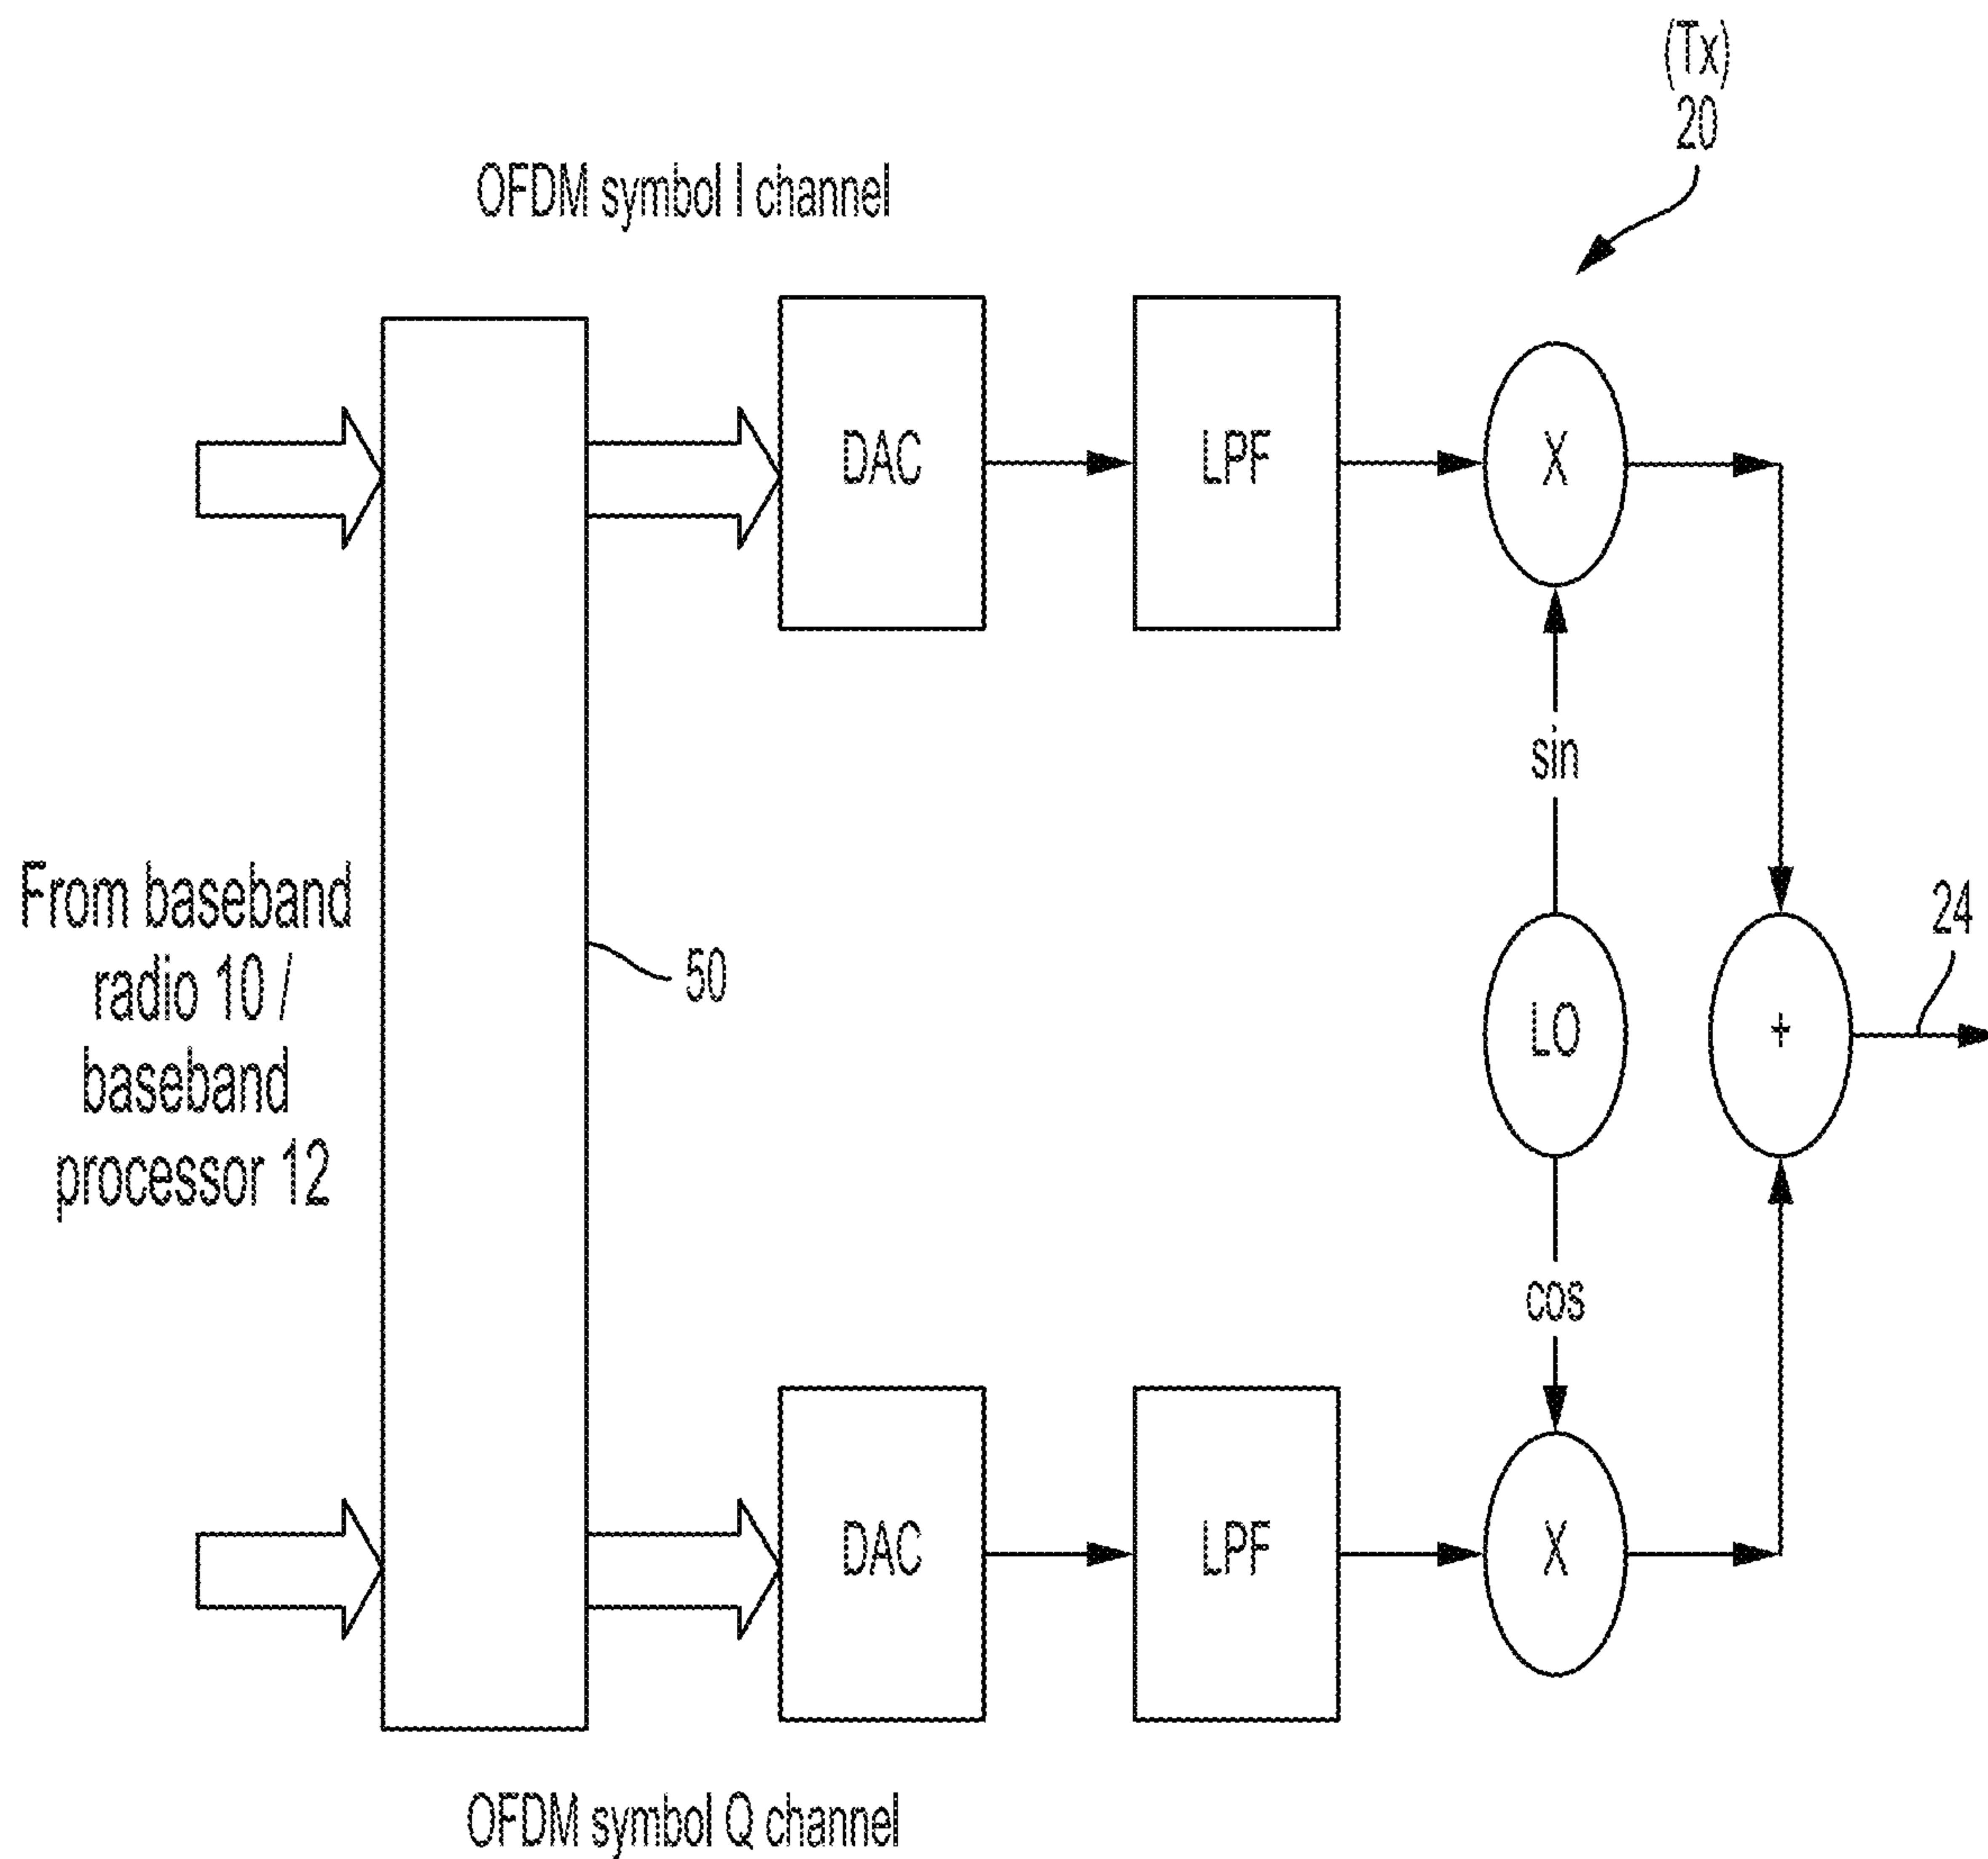 (Tx)
20
OFDM symbol I channel
DAC
LPF
X
sin
From baseband
radio 10 /
baseband
processor 12
50
LO
+
24
cos
DAC
LPF
X
OFDM symbol Q channel